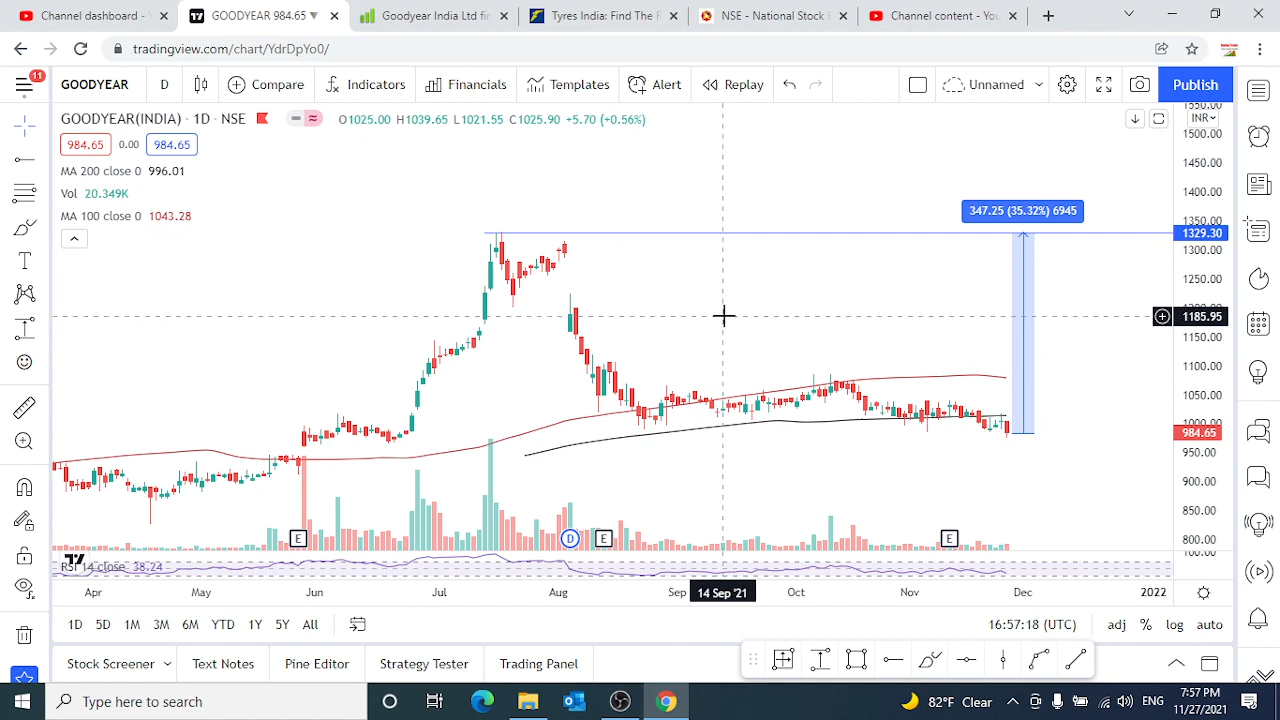 Channel dashboard - GOODYEAR 984.65 ▼ Goodyear India Ltd fin Tyres India: Find The F NSE - National Stock E Channel content - You
tradingview.com/chart/YdrDpYo0/
11 GOODYEAR D Compare Indicators Financials Templates Alert Replay Unnamed Publish
GOODYEAR(INDIA) · 1D · NSE O1025.00 H1039.65 L1021.55 C1025.90 +5.70 (+0.56%) INR
984.65 0.00 984.65
MA 200 close 0 996.01
Vol 20.349K
MA 100 close 0 1043.28
347.25 (35.32%) 6945
1500.00
1450.00
1400.00
1350.00
1329.30
1300.00
1250.00
1185.95
1150.00
1100.00
1050.00
1000.00
984.65
950.00
900.00
850.00
800.00
E D E E
RSI 14 close 38.24
Apr May Jun Jul Aug Sep 14 Sep '21 Oct Nov Dec 2022
1D 5D 1M 3M 6M YTD 1Y 5Y All 16:57:18 (UTC) adj % log auto
Stock Screener Text Notes Pine Editor Strategy Tester Trading Panel
Type here to search 82°F Clear ENG 7:57 PM
11/27/2021